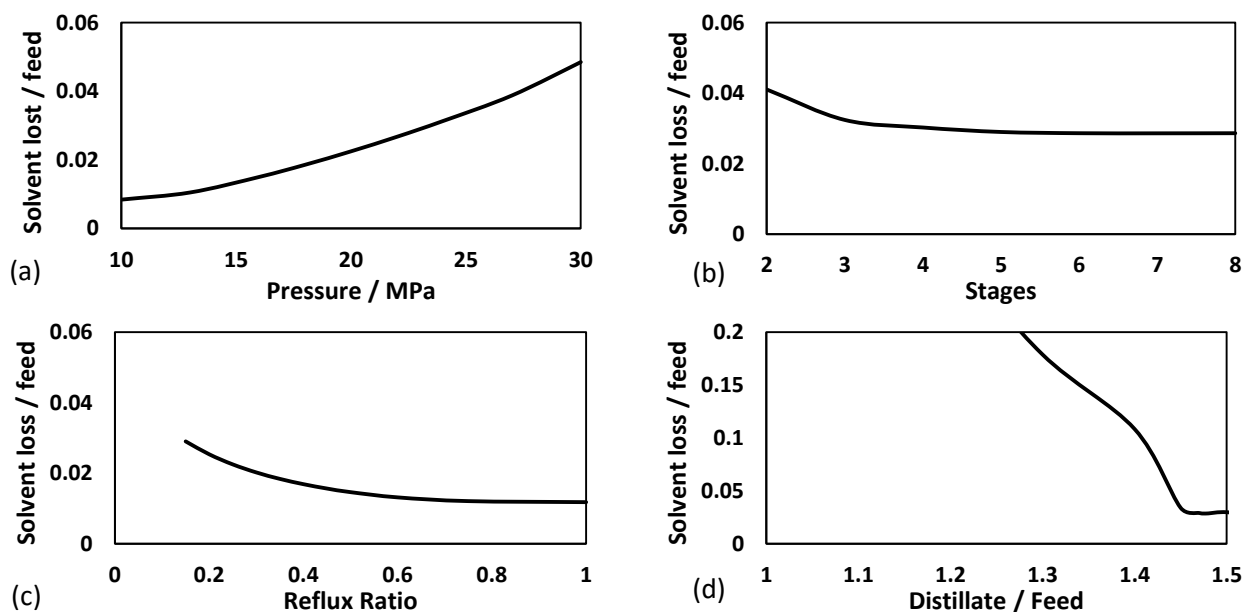 Solvent lost / feed
0.06
0.04
0.02
0
10 15 20 25 30
Pressure / MPa
(a)
Solvent loss / feed
0.06
0.04
0.02
0
2 3 4 5 6 7 8
Stages
(b)
Solvent loss / feed
0.06
0.04
0.02
0
0 0.2 0.4 0.6 0.8 1
Reflux Ratio
(c)
Solvent loss / feed
0.2
0.15
0.1
0.05
0
1 1.1 1.2 1.3 1.4 1.5
Distillate / Feed
(d)